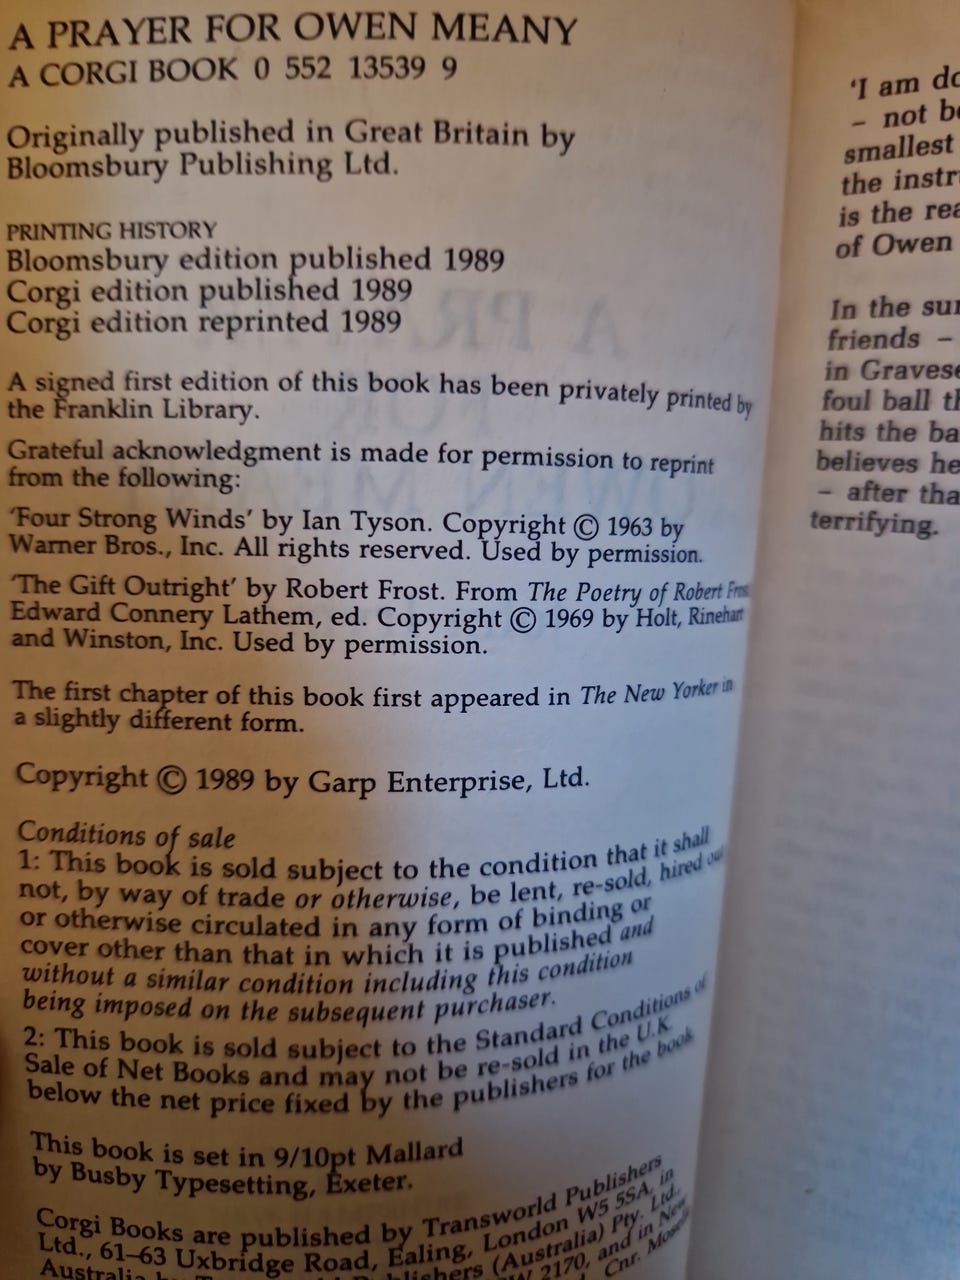 A PRAYER FOR OWEN MEANY
A CORGI BOOK 0 552 13539 9
Originally published in Great Britain by
Bloomsbury Publishing Ltd.
PRINTING HISTORY
Bloomsbury edition published 1989
Corgi edition published 1989
Corgi edition reprinted 1989
A signed first edition of this book has been privately printed by
the Franklin Library.
Grateful acknowledgment is made for permission to reprint
from the following:
'Four Strong Winds' by Ian Tyson. Copyright © 1963 by
Warner Bros., Inc. All rights reserved. Used by permission.
'The Gift Outright' by Robert Frost. From The Poetry of Robert Frost
Edward Connery Lathem, ed. Copyright © 1969 by Holt, Rinehart
and Winston, Inc. Used by permission.
The first chapter of this book first appeared in The New Yorker in
a slightly different form.
Copyright © 1989 by Garp Enterprise, Ltd.
Conditions of sale
1: This book is sold subject to the condition that it shall
not, by way of trade or otherwise, be lent, re-sold, hired out
or otherwise circulated in any form of binding or
cover other than that in which it is published and
without a similar condition including this condition
being imposed on the subsequent purchaser.
2: This book is sold subject to the Standard Conditions of
Sale of Net Books and may not be re-sold in the U.K.
below the net price fixed by the publishers for the book
This book is set in 9/10pt Mallard
by Busby Typesetting, Exeter.
Corgi Books are published by Transworld Publishers
Ltd., 61–63 Uxbridge Road, Ealing, London W5 5SA, in
Australia by Publishers (Australia) Pty. Ltd.,
2170, and in New
Cnr.
'I am
– not
smallest
the
is the
of Owen
In the
friends –
in
foul ball
hits the
believes
– after
terrifying.